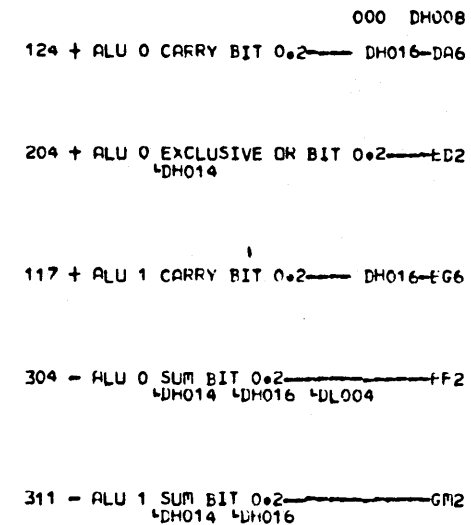 000 DH008
124 + ALU 0 CARRY BIT 0.2 DH016-DA6
204 + ALU 0 EXCLUSIVE OR BIT 0.2 ED2
DH014
117 + ALU 1 CARRY BIT 0.2 DH016-EG6
304 - ALU 0 SUM BIT 0.2 FF2
DH014 DH016 DL004
311 - ALU 1 SUM BIT 0.2 GM2
DH014 DH016